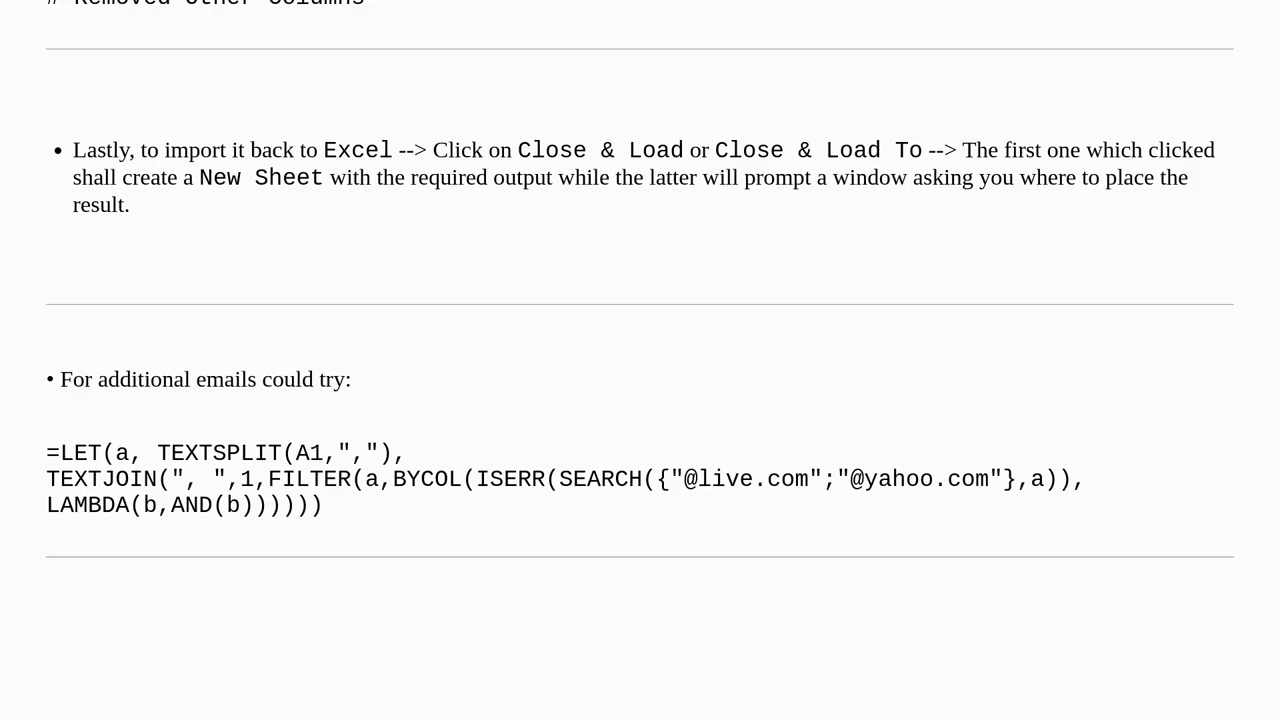 # Removed Other Columns
• Lastly, to import it back to Excel --> Click on Close & Load or Close & Load To --> The first one which clicked
shall create a New Sheet with the required output while the latter will prompt a window asking you where to place the
result.
• For additional emails could try:
=LET(a, TEXTSPLIT(A1,","),
TEXTJOIN(", ",1,FILTER(a,BYCOL(ISERR(SEARCH({"@live.com";"@yahoo.com"},a)),
LAMBDA(b,AND(b))))))